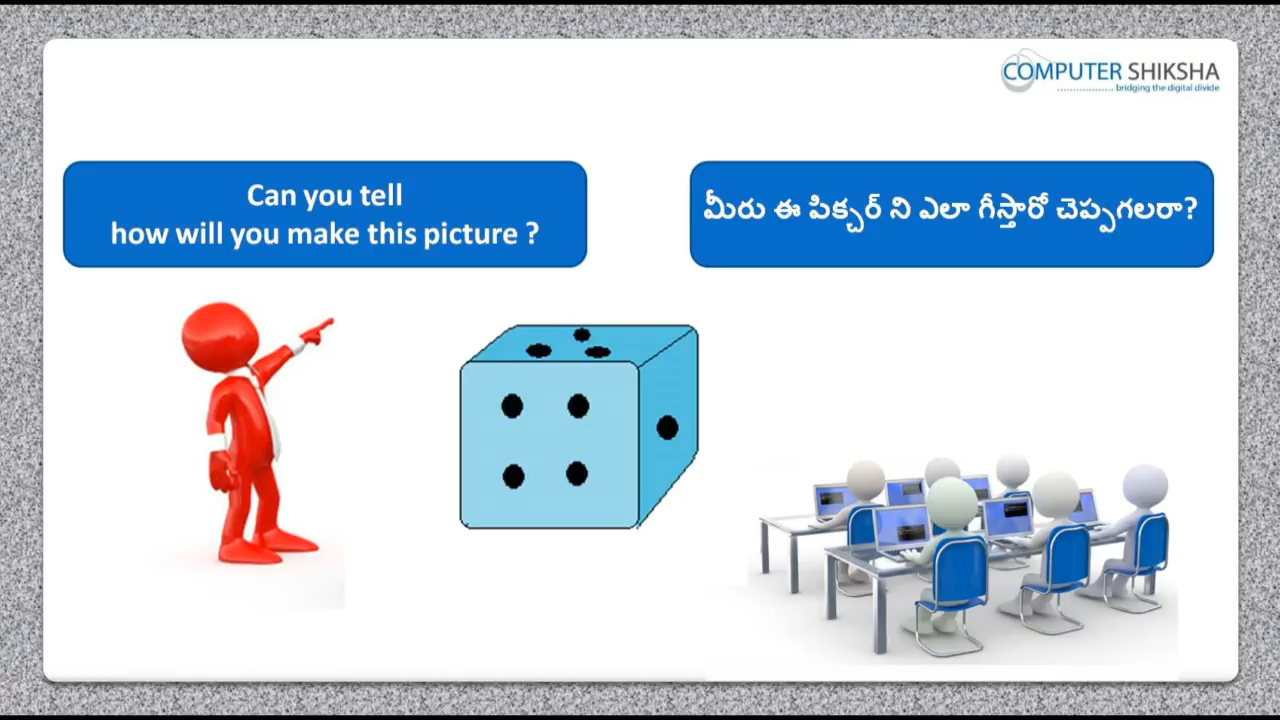 COMPUTER SHIKSHA
bridging the digital divide
Can you tell
how will you make this picture ?
మీరు ఈ పిక్చర్ ని ఎలా గీస్తారో చెప్పగలరా?